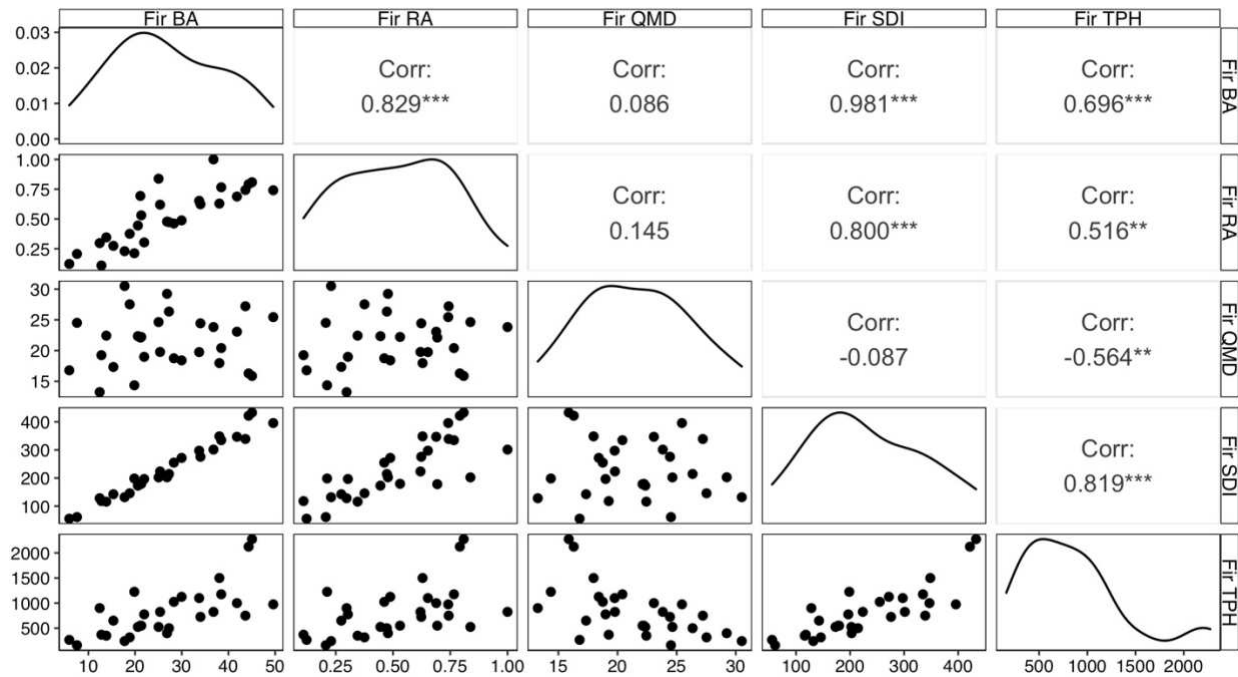 Fir BA Fir RA Fir QMD Fir SDI Fir TPH
0.03
0.02
0.01
0.00
Corr:
0.829***
Corr:
0.086
Corr:
0.981***
Corr:
0.696***
Fir BA
1.00
0.75
0.50
0.25
Corr:
0.145
Corr:
0.800***
Corr:
0.516**
Fir RA
30
25
20
15
Corr:
-0.087
Corr:
-0.564**
Fir QMD
400
300
200
100
Corr:
0.819***
Fir SDI
2000
1500
1000
500
Fir TPH
10 20 30 40 50 0.25 0.50 0.75 1.00 15 20 25 30 100 200 300 400 500 1000 1500 2000